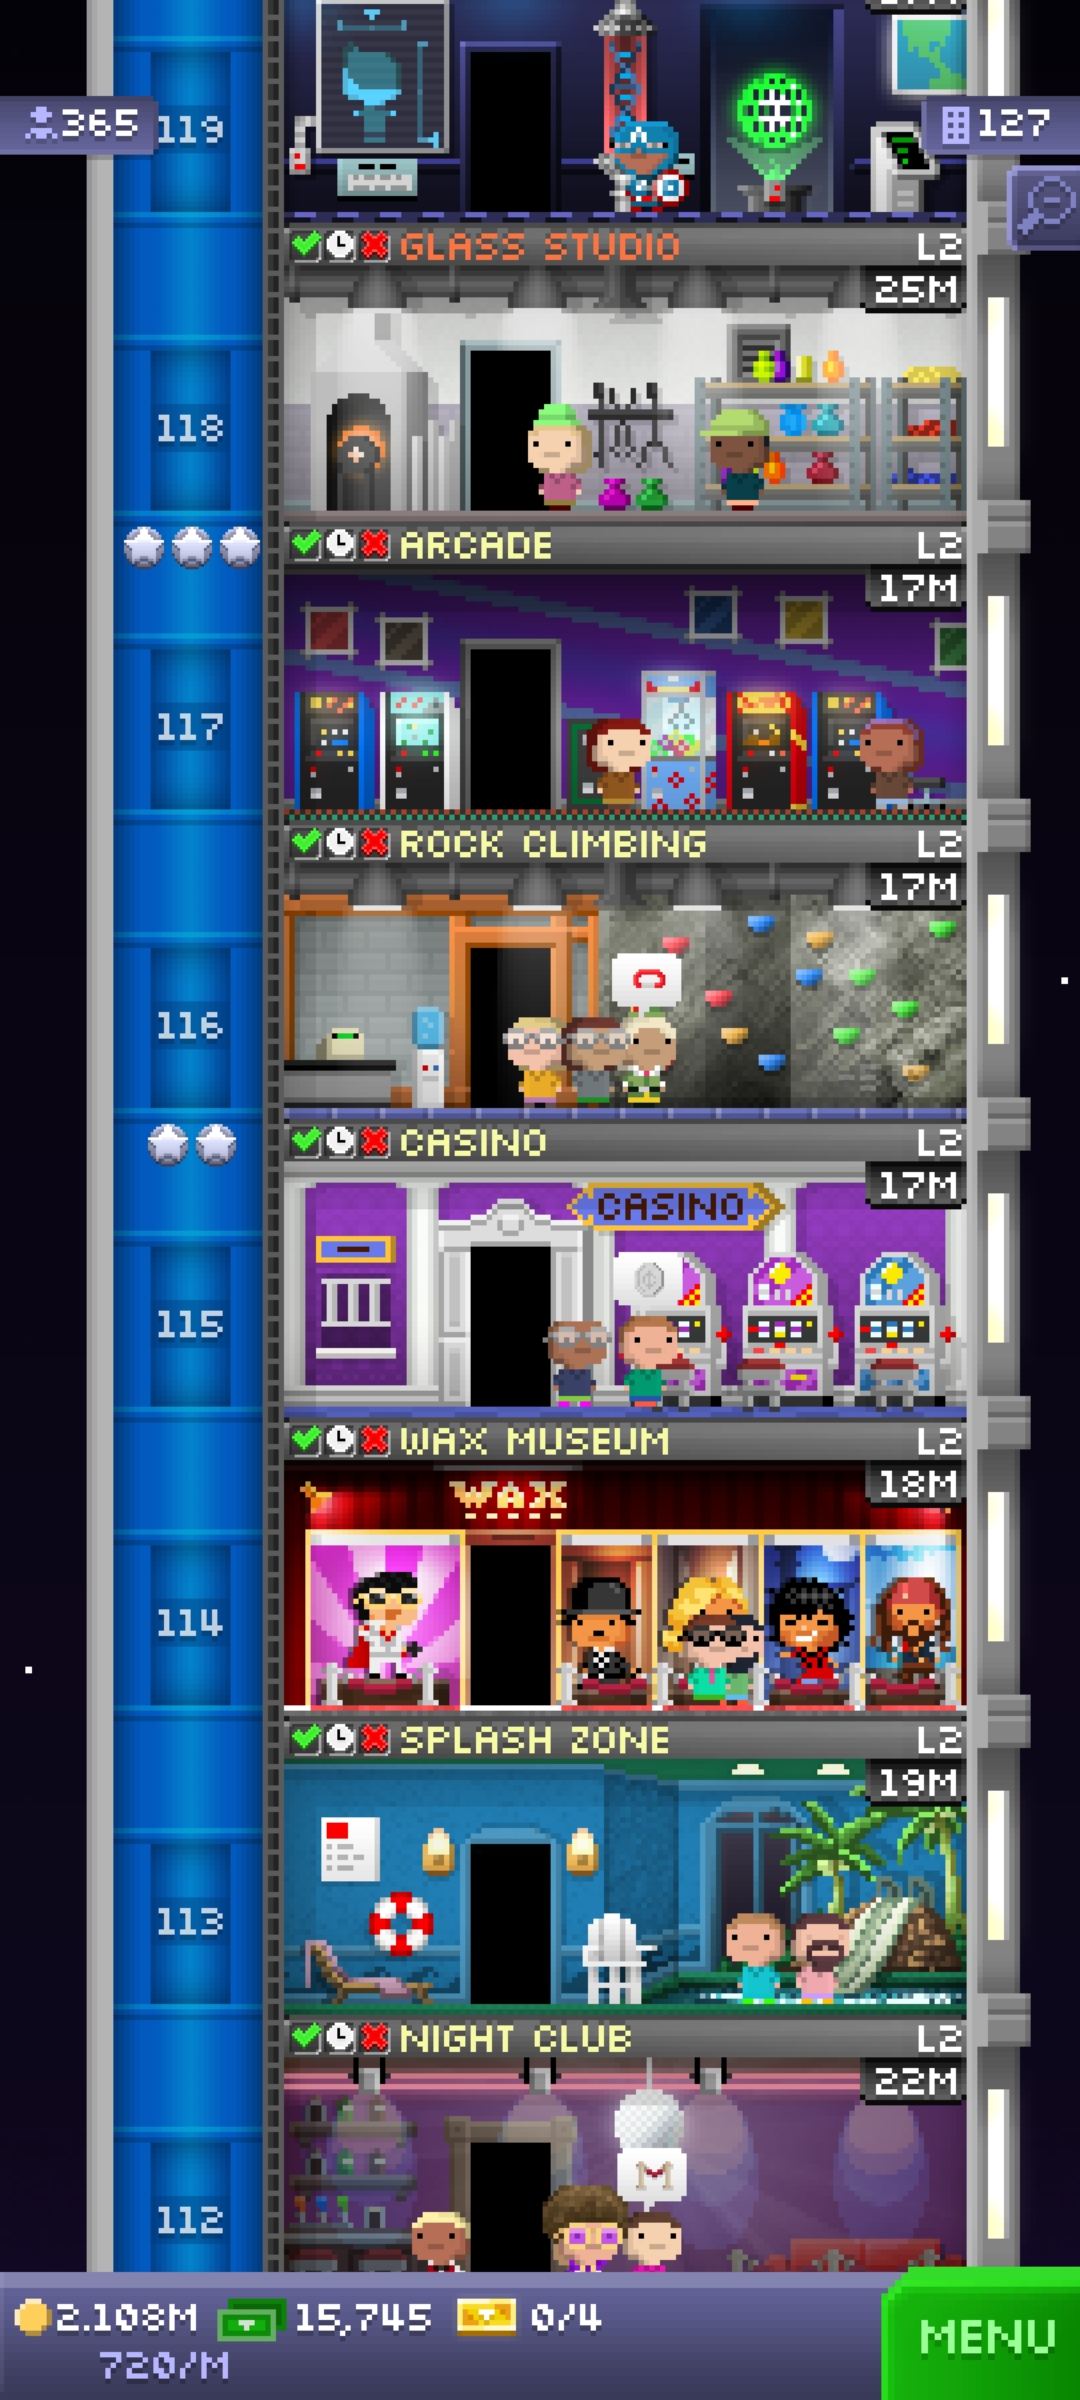 365
119
127
GLASS STUDIO L2
25M
118
ARCADE L2
17M
117
ROCK CLIMBING L2
17M
116
CASINO L2
17M
CASINO
115
WAX MUSEUM L2
18M
WAX
114
SPLASH ZONE L2
19M
113
NIGHT CLUB L2
22M
112
2.108M 15,745 0/4
720/M
MENU